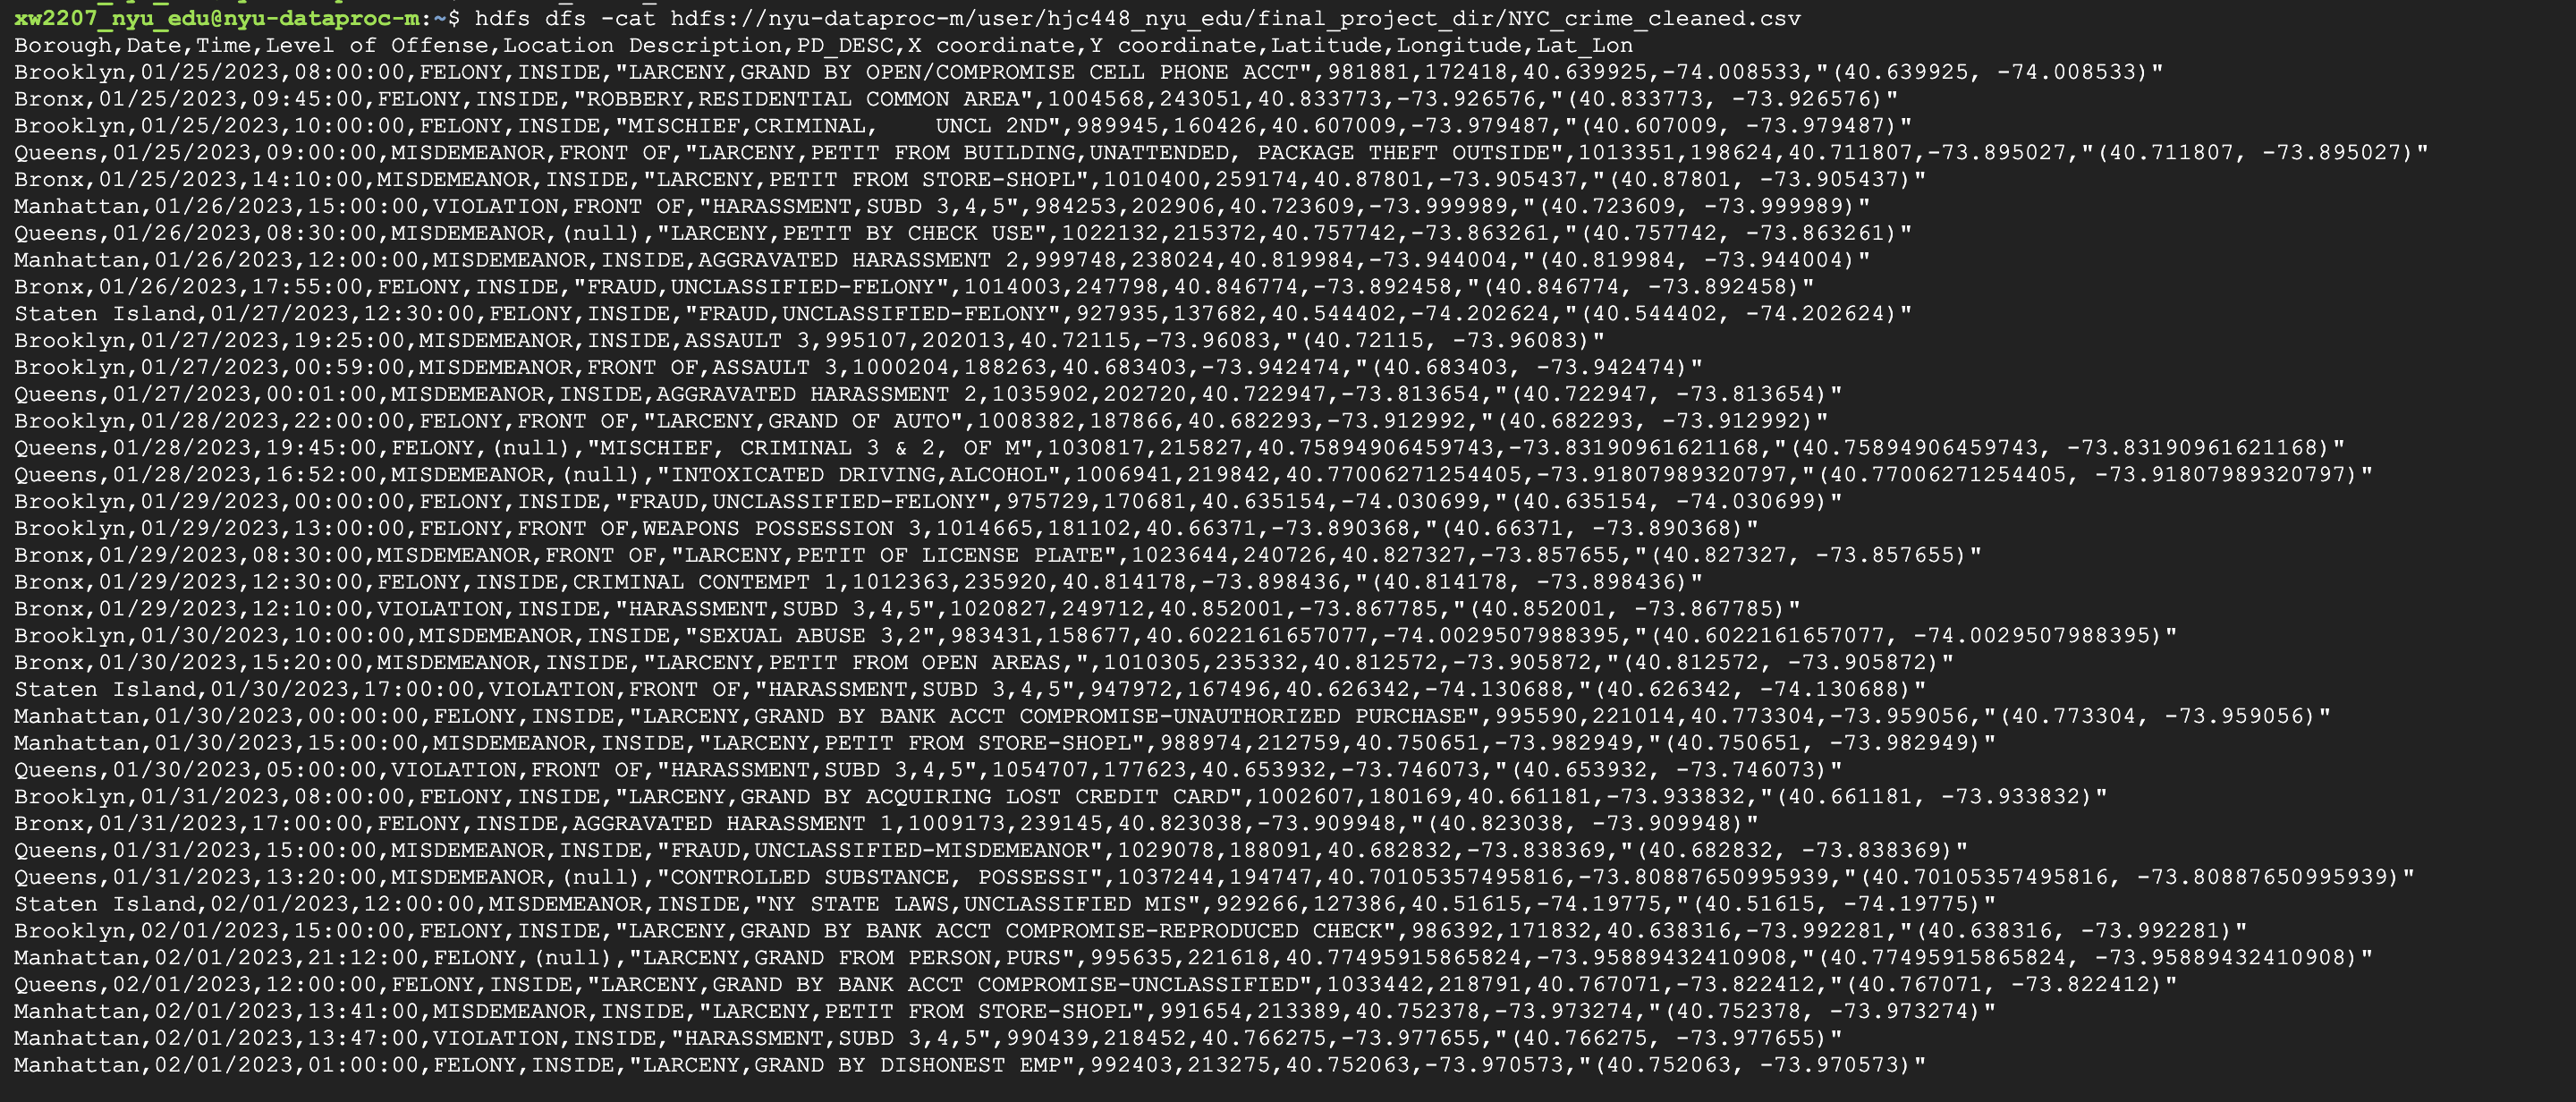 xw2207_nyu_edu@nyu-dataproc-m:~$ hdfs dfs -cat hdfs://nyu-dataproc-m/user/hjc448_nyu_edu/final_project_dir/NYC_crime_cleaned.csv
Borough,Date,Time,Level of Offense,Location Description,PD_DESC,X coordinate,Y coordinate,Latitude,Longitude,Lat_Lon
Brooklyn,01/25/2023,08:00:00,FELONY,INSIDE,"LARCENY,GRAND BY OPEN/COMPROMISE CELL PHONE ACCT",981881,172418,40.639925,-74.008533,"(40.639925, -74.008533)"
Bronx,01/25/2023,09:45:00,FELONY,INSIDE,"ROBBERY,RESIDENTIAL COMMON AREA",1004568,243051,40.833773,-73.926576,"(40.833773, -73.926576)"
Brooklyn,01/25/2023,10:00:00,FELONY,INSIDE,"MISCHIEF,CRIMINAL,    UNCL 2ND",989945,160426,40.607009,-73.979487,"(40.607009, -73.979487)"
Queens,01/25/2023,09:00:00,MISDEMEANOR,FRONT OF,"LARCENY,PETIT FROM BUILDING,UNATTENDED, PACKAGE THEFT OUTSIDE",1013351,198624,40.711807,-73.895027,"(40.711807, -73.895027)"
Bronx,01/25/2023,14:10:00,MISDEMEANOR,INSIDE,"LARCENY,PETIT FROM STORE-SHOPL",1010400,259174,40.87801,-73.905437,"(40.87801, -73.905437)"
Manhattan,01/26/2023,15:00:00,VIOLATION,FRONT OF,"HARASSMENT,SUBD 3,4,5",984253,202906,40.723609,-73.999989,"(40.723609, -73.999989)"
Queens,01/26/2023,08:30:00,MISDEMEANOR,(null),"LARCENY,PETIT BY CHECK USE",1022132,215372,40.757742,-73.863261,"(40.757742, -73.863261)"
Manhattan,01/26/2023,12:00:00,MISDEMEANOR,INSIDE,AGGRAVATED HARASSMENT 2,999748,238024,40.819984,-73.944004,"(40.819984, -73.944004)"
Bronx,01/26/2023,17:55:00,FELONY,INSIDE,"FRAUD,UNCLASSIFIED-FELONY",1014003,247798,40.846774,-73.892458,"(40.846774, -73.892458)"
Staten Island,01/27/2023,12:30:00,FELONY,INSIDE,"FRAUD,UNCLASSIFIED-FELONY",927935,137682,40.544402,-74.202624,"(40.544402, -74.202624)"
Brooklyn,01/27/2023,19:25:00,MISDEMEANOR,INSIDE,ASSAULT 3,995107,202013,40.72115,-73.96083,"(40.72115, -73.96083)"
Brooklyn,01/27/2023,00:59:00,MISDEMEANOR,FRONT OF,ASSAULT 3,1000204,188263,40.683403,-73.942474,"(40.683403, -73.942474)"
Queens,01/27/2023,00:01:00,MISDEMEANOR,INSIDE,AGGRAVATED HARASSMENT 2,1035902,202720,40.722947,-73.813654,"(40.722947, -73.813654)"
Brooklyn,01/28/2023,22:00:00,FELONY,FRONT OF,"LARCENY,GRAND OF AUTO",1008382,187866,40.682293,-73.912992,"(40.682293, -73.912992)"
Queens,01/28/2023,19:45:00,FELONY,(null),"MISCHIEF, CRIMINAL 3 & 2, OF M",1030817,215827,40.75894906459743,-73.83190961621168,"(40.75894906459743, -73.83190961621168)"
Queens,01/28/2023,16:52:00,MISDEMEANOR,(null),"INTOXICATED DRIVING,ALCOHOL",1006941,219842,40.77006271254405,-73.91807989320797,"(40.77006271254405, -73.91807989320797)"
Brooklyn,01/29/2023,00:00:00,FELONY,INSIDE,"FRAUD,UNCLASSIFIED-FELONY",975729,170681,40.635154,-74.030699,"(40.635154, -74.030699)"
Brooklyn,01/29/2023,13:00:00,FELONY,FRONT OF,WEAPONS POSSESSION 3,1014665,181102,40.66371,-73.890368,"(40.66371, -73.890368)"
Bronx,01/29/2023,08:30:00,MISDEMEANOR,FRONT OF,"LARCENY,PETIT OF LICENSE PLATE",1023644,240726,40.827327,-73.857655,"(40.827327, -73.857655)"
Bronx,01/29/2023,12:30:00,FELONY,INSIDE,CRIMINAL CONTEMPT 1,1012363,235920,40.814178,-73.898436,"(40.814178, -73.898436)"
Bronx,01/29/2023,12:10:00,VIOLATION,INSIDE,"HARASSMENT,SUBD 3,4,5",1020827,249712,40.852001,-73.867785,"(40.852001, -73.867785)"
Brooklyn,01/30/2023,10:00:00,MISDEMEANOR,INSIDE,"SEXUAL ABUSE 3,2",983431,158677,40.6022161657077,-74.0029507988395,"(40.6022161657077, -74.0029507988395)"
Bronx,01/30/2023,15:20:00,MISDEMEANOR,INSIDE,"LARCENY,PETIT FROM OPEN AREAS,",1010305,235332,40.812572,-73.905872,"(40.812572, -73.905872)"
Staten Island,01/30/2023,17:00:00,VIOLATION,FRONT OF,"HARASSMENT,SUBD 3,4,5",947972,167496,40.626342,-74.130688,"(40.626342, -74.130688)"
Manhattan,01/30/2023,00:00:00,FELONY,INSIDE,"LARCENY,GRAND BY BANK ACCT COMPROMISE-UNAUTHORIZED PURCHASE",995590,221014,40.773304,-73.959056,"(40.773304, -73.959056)"
Manhattan,01/30/2023,15:00:00,MISDEMEANOR,INSIDE,"LARCENY,PETIT FROM STORE-SHOPL",988974,212759,40.750651,-73.982949,"(40.750651, -73.982949)"
Queens,01/30/2023,05:00:00,VIOLATION,FRONT OF,"HARASSMENT,SUBD 3,4,5",1054707,177623,40.653932,-73.746073,"(40.653932, -73.746073)"
Brooklyn,01/31/2023,08:00:00,FELONY,INSIDE,"LARCENY,GRAND BY ACQUIRING LOST CREDIT CARD",1002607,180169,40.661181,-73.933832,"(40.661181, -73.933832)"
Bronx,01/31/2023,17:00:00,FELONY,INSIDE,AGGRAVATED HARASSMENT 1,1009173,239145,40.823038,-73.909948,"(40.823038, -73.909948)"
Queens,01/31/2023,15:00:00,MISDEMEANOR,INSIDE,"FRAUD,UNCLASSIFIED-MISDEMEANOR",1029078,188091,40.682832,-73.838369,"(40.682832, -73.838369)"
Queens,01/31/2023,13:20:00,MISDEMEANOR,(null),"CONTROLLED SUBSTANCE, POSSESSI",1037244,194747,40.70105357495816,-73.80887650995939,"(40.70105357495816, -73.80887650995939)"
Staten Island,02/01/2023,12:00:00,MISDEMEANOR,INSIDE,"NY STATE LAWS,UNCLASSIFIED MIS",929266,127386,40.51615,-74.19775,"(40.51615, -74.19775)"
Brooklyn,02/01/2023,15:00:00,FELONY,INSIDE,"LARCENY,GRAND BY BANK ACCT COMPROMISE-REPRODUCED CHECK",986392,171832,40.638316,-73.992281,"(40.638316, -73.992281)"
Manhattan,02/01/2023,21:12:00,FELONY,(null),"LARCENY,GRAND FROM PERSON,PURS",995635,221618,40.77495915865824,-73.95889432410908,"(40.77495915865824, -73.95889432410908)"
Queens,02/01/2023,12:00:00,FELONY,INSIDE,"LARCENY,GRAND BY BANK ACCT COMPROMISE-UNCLASSIFIED",1033442,218791,40.767071,-73.822412,"(40.767071, -73.822412)"
Manhattan,02/01/2023,13:41:00,MISDEMEANOR,INSIDE,"LARCENY,PETIT FROM STORE-SHOPL",991654,213389,40.752378,-73.973274,"(40.752378, -73.973274)"
Manhattan,02/01/2023,13:47:00,VIOLATION,INSIDE,"HARASSMENT,SUBD 3,4,5",990439,218452,40.766275,-73.977655,"(40.766275, -73.977655)"
Manhattan,02/01/2023,01:00:00,FELONY,INSIDE,"LARCENY,GRAND BY DISHONEST EMP",992403,213275,40.752063,-73.970573,"(40.752063, -73.970573)"